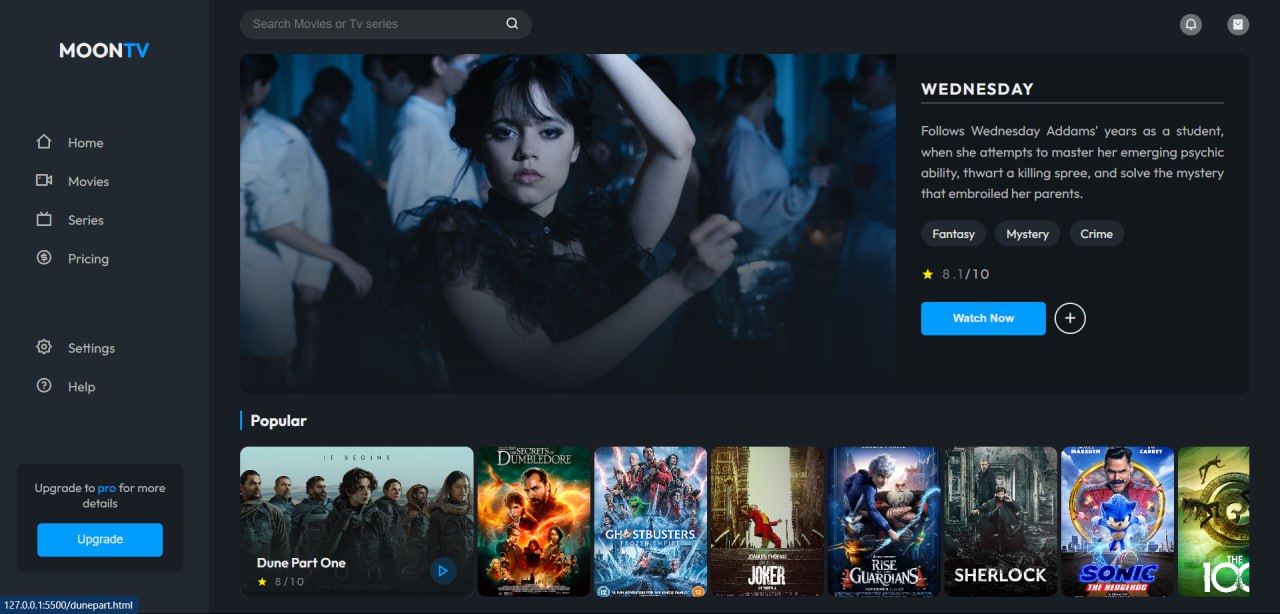 MOONTV
Home
Movies
Series
Pricing
Settings
Help
Upgrade to pro for more
details
Upgrade
127.0.0.1:5500/dunepart.html
Search Movies or Tv series
WEDNESDAY
Follows Wednesday Addams' years as a student,
when she attempts to master her emerging psychic
ability, thwart a killing spree, and solve the mystery
that embroiled her parents.
Fantasy Mystery Crime
8.1/10
Watch Now
Popular
IT BEGINS
Dune Part One
8/10
SECRETS OF
DUMBLEDORE
GHOSTBUSTERS
FROZEN EMPIRE
12
JOAQUIN PHOENIX
JOKER
RISE
GUARDIANS
SHERLOCK
MARSDEN CARREY
SONIC
THE HEDGEHOG
THE
100